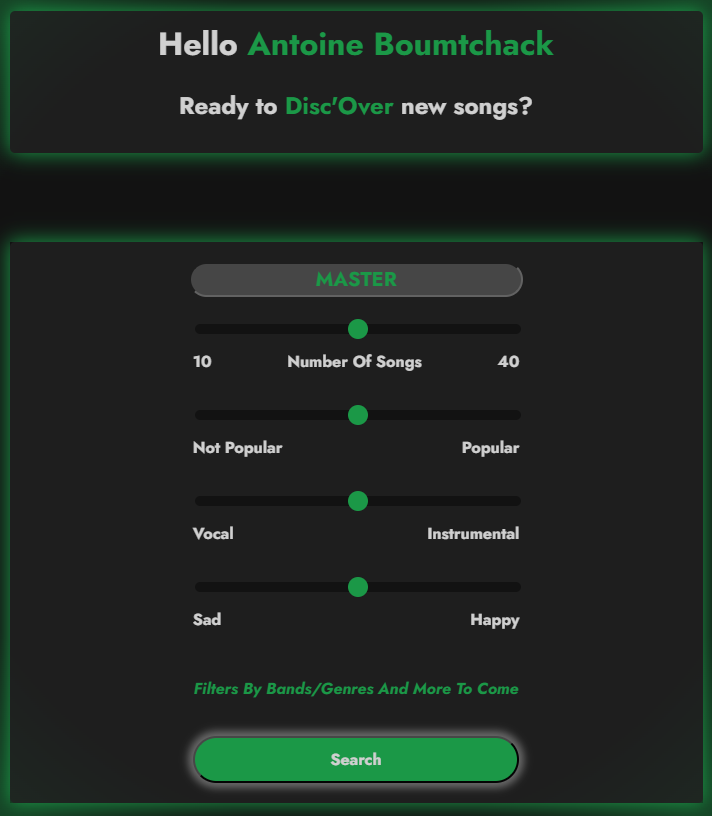 Hello Antoine Boumtchack
Ready to Disc'Over new songs?
MASTER
10 Number Of Songs 40
Not Popular Popular
Vocal Instrumental
Sad Happy
Filters By Bands/Genres And More To Come
Search